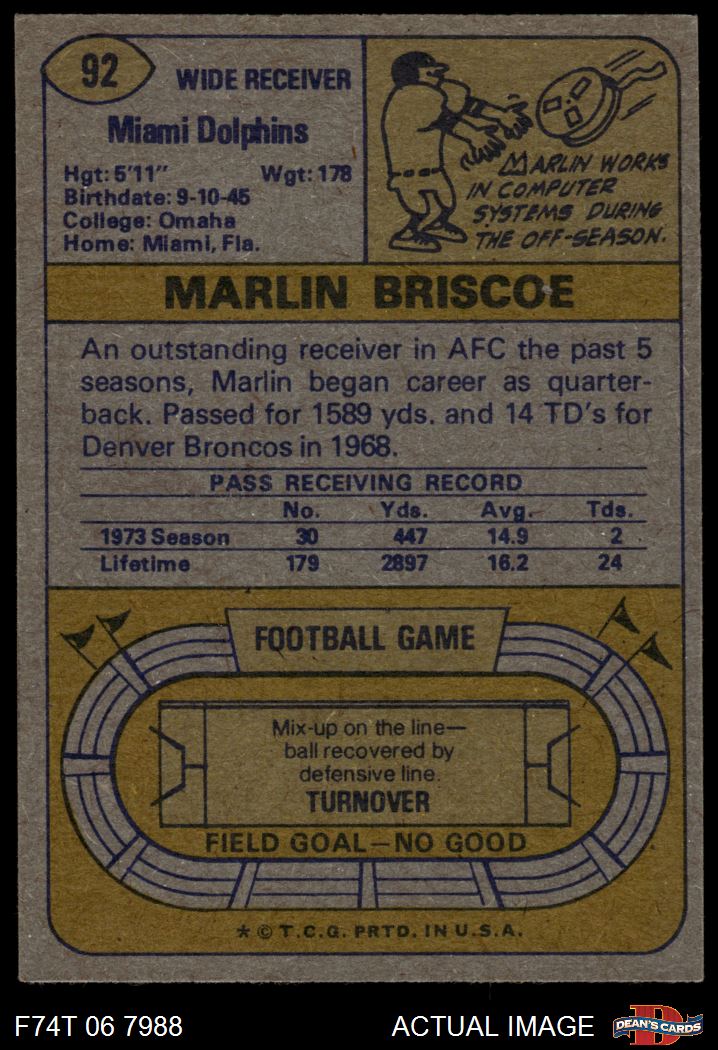 92
WIDE RECEIVER
Miami Dolphins
Hgt: 5'11" Wgt: 178
Birthdate: 9-10-45
College: Omaha
Home: Miami, Fla.
MARLIN WORKS
IN COMPUTER
SYSTEMS DURING
THE OFF-SEASON.
MARLIN BRISCOE
An outstanding receiver in AFC the past 5
seasons, Marlin began career as quarter-
back. Passed for 1589 yds. and 14 TD's for
Denver Broncos in 1968.
PASS RECEIVING RECORD
No. Yds. Avg. Tds.
1973 Season 30 447 14.9 2
Lifetime 179 2897 16.2 24
FOOTBALL GAME
Mix-up on the line—
ball recovered by
defensive line.
TURNOVER
FIELD GOAL—NO GOOD
* © T.C.G. PRTD. IN U.S.A.
F74T 06 7988 ACTUAL IMAGE
DEAN'S CARDS